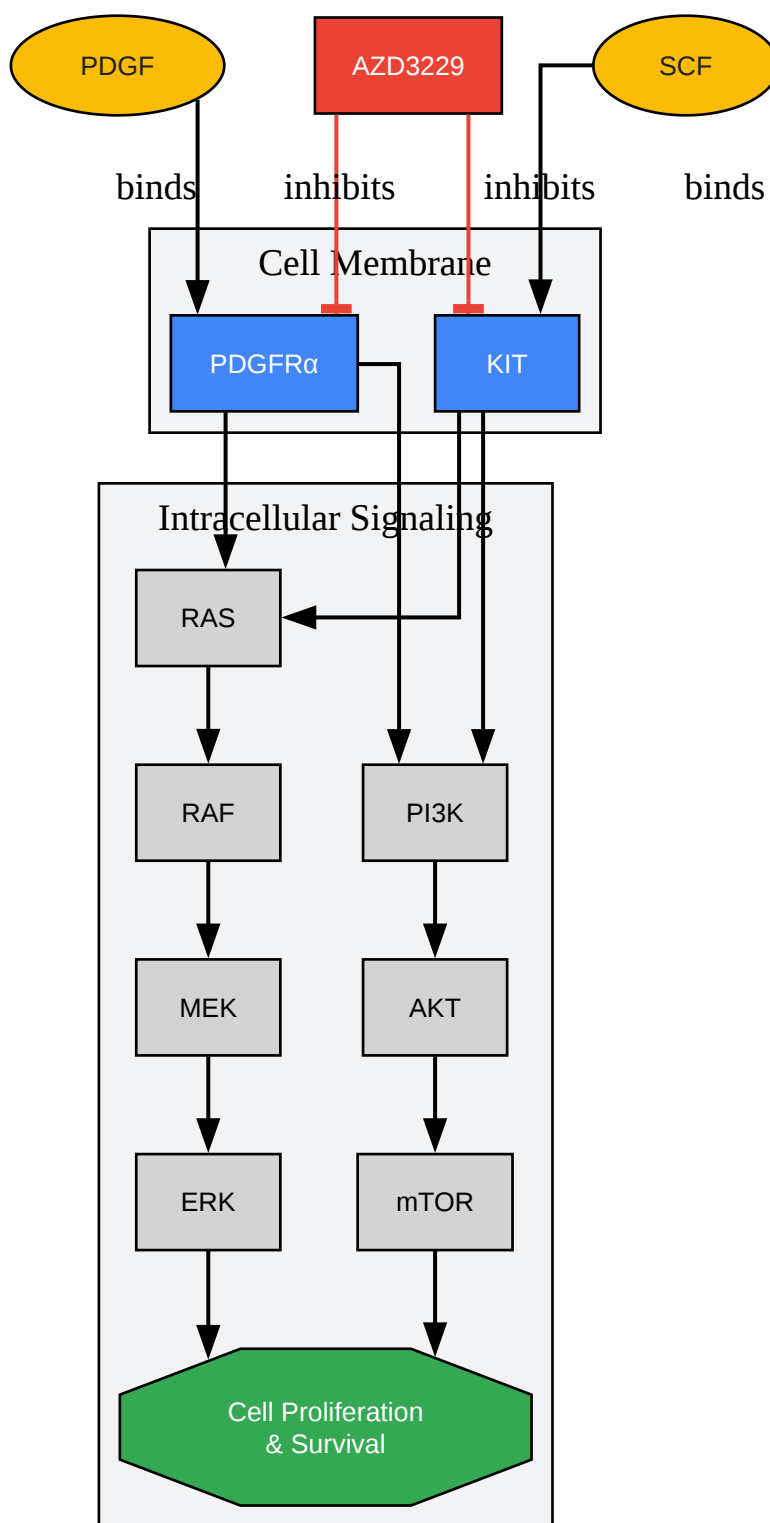 PDGF
AZD3229
SCF
binds
inhibits
inhibits
binds
Cell Membrane
PDGFRα
KIT
Intracellular Signaling
RAS
RAF
PI3K
MEK
AKT
ERK
mTOR
Cell Proliferation
& Survival